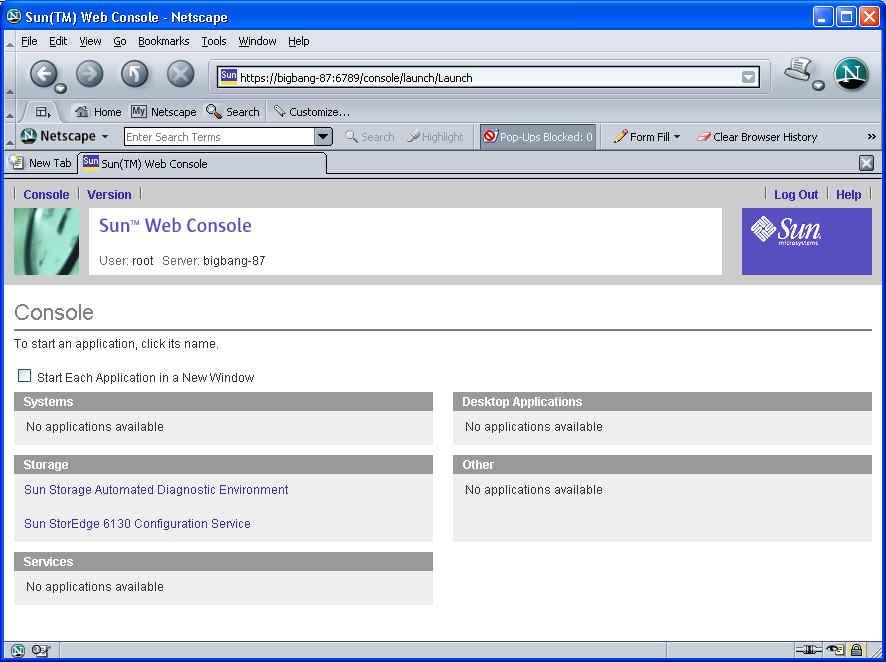 Sun(TM) Web Console - Netscape
File Edit View Go Bookmarks Tools Window Help
Sun https://bigbang-87:6789/console/launch/Launch N
Home My Netscape Search Customize...
Netscape Enter Search Terms Search Highlight Pop-Ups Blocked: 0 Form Fill Clear Browser History »
New Tab Sun Sun(TM) Web Console
Console Version Log Out Help
Sun™ Web Console
Sun
microsystems
User: root Server: bigbang-87
Console
To start an application, click its name.
Start Each Application in a New Window
Systems
No applications available
Desktop Applications
No applications available
Storage
Sun Storage Automated Diagnostic Environment
Sun StorEdge 6130 Configuration Service
Other
No applications available
Services
No applications available